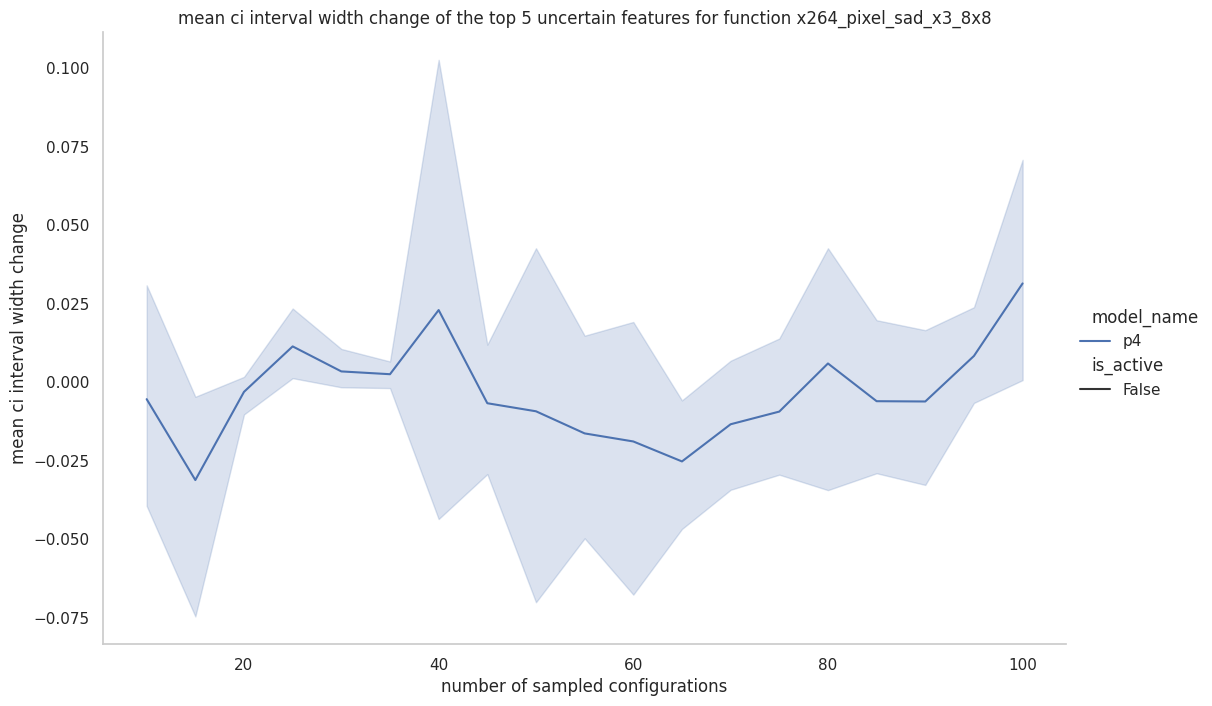 mean ci interval width change of the top 5 uncertain features for function x264_pixel_sad_x3_8x8
mean ci interval width change
0.100
0.075
0.050
0.025
0.000
−0.025
−0.050
−0.075
20
40
60
80
100
number of sampled configurations
model_name
p4
is_active
False